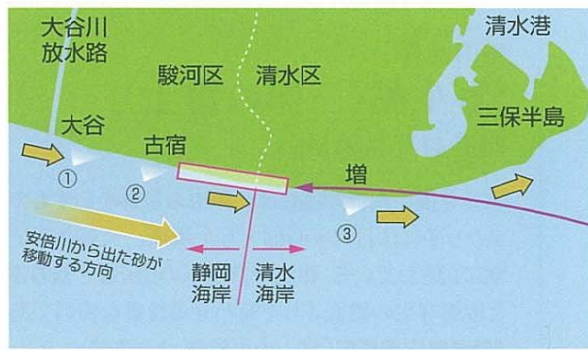 大谷川
放水路
清水港
駿河区
清水区
三保半島
大谷
古宿
増
①
②
③
安倍川から出た砂が
移動する方向
静岡
海岸
清水
海岸